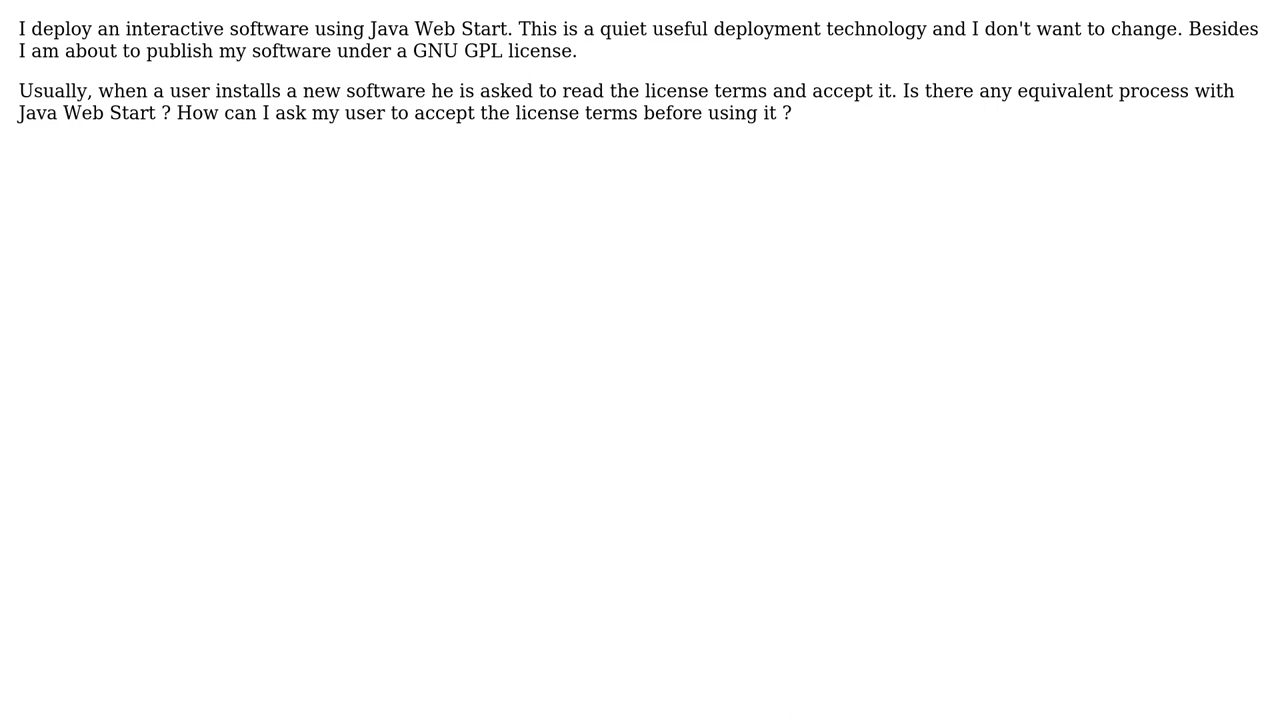 I deploy an interactive software using Java Web Start. This is a quiet useful deployment technology and I don't want to change. Besides
I am about to publish my software under a GNU GPL license.
Usually, when a user installs a new software he is asked to read the license terms and accept it. Is there any equivalent process with
Java Web Start ? How can I ask my user to accept the license terms before using it ?